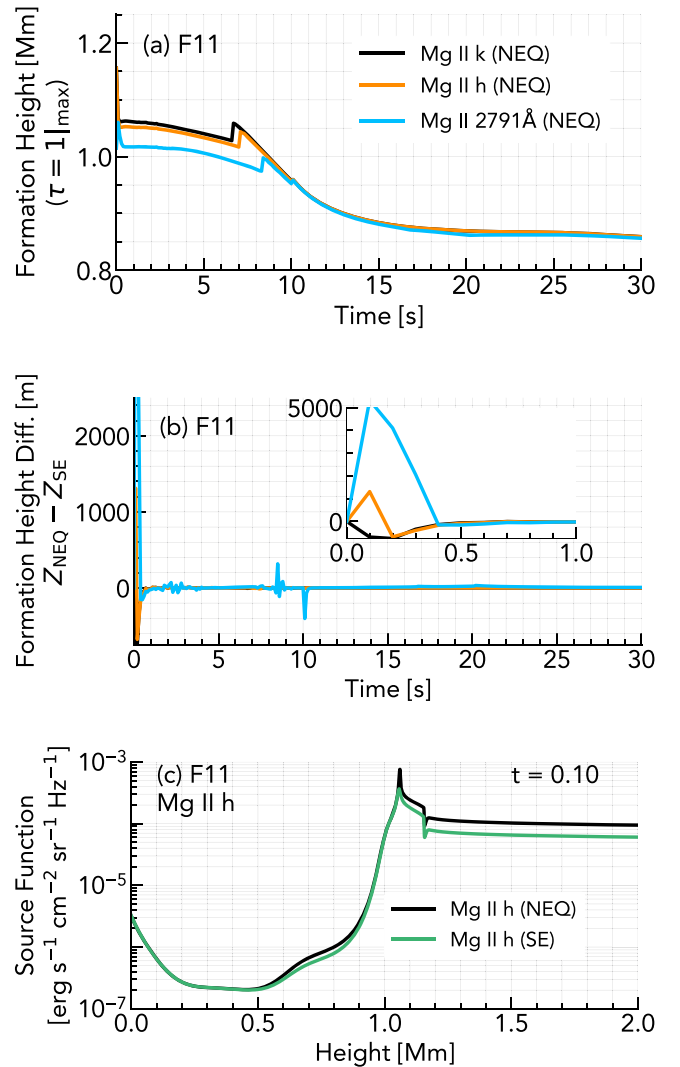 (a) F11
Mg II k (NEQ)
Mg II h (NEQ)
Mg II 2791Å (NEQ)
Formation Height [Mm]
(τ = 1|max)
1.2
1.0
0.8
0 5 10 15 20 25 30
Time [s]
(b) F11
Formation Height Diff. [m]
ZNEQ − ZSE
2000
1000
0
5000
0
0.0 0.5 1.0
0 5 10 15 20 25 30
Time [s]
(c) F11
Mg II h
t = 0.10
Source Function
[erg s⁻¹ cm⁻² sr⁻¹ Hz⁻¹]
10⁻³
10⁻⁵
10⁻⁷
Mg II h (NEQ)
Mg II h (SE)
0.0 0.5 1.0 1.5 2.0
Height [Mm]